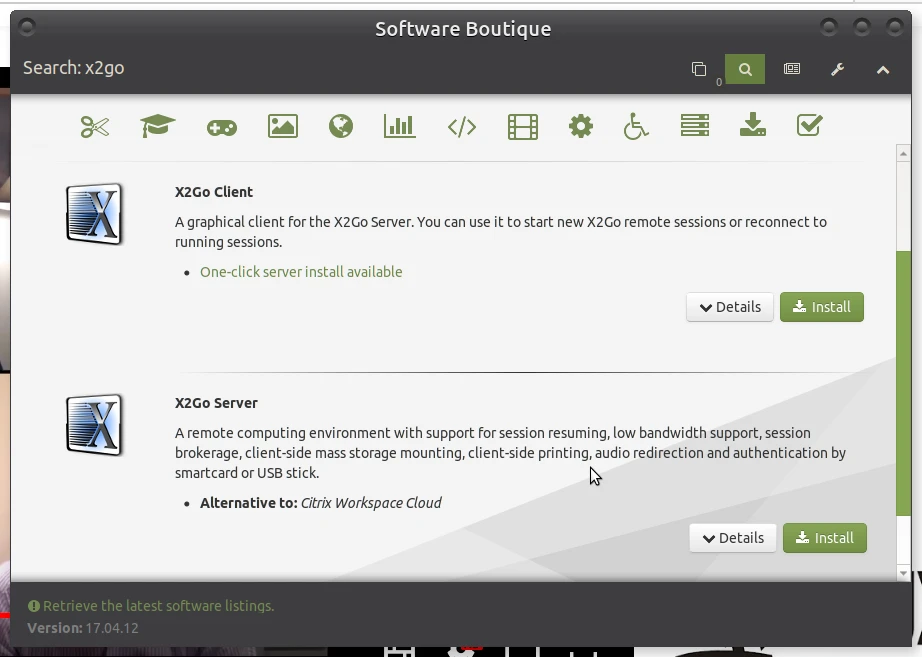 Software Boutique
Search: x2go
0
X2Go Client
A graphical client for the X2Go Server. You can use it to start new X2Go remote sessions or reconnect to
running sessions.
• One-click server install available
Details
Install
X2Go Server
A remote computing environment with support for session resuming, low bandwidth support, session
brokerage, client-side mass storage mounting, client-side printing, audio redirection and authentication by
smartcard or USB stick.
• Alternative to: Citrix Workspace Cloud
Details
Install
Retrieve the latest software listings.
Version: 17.04.12